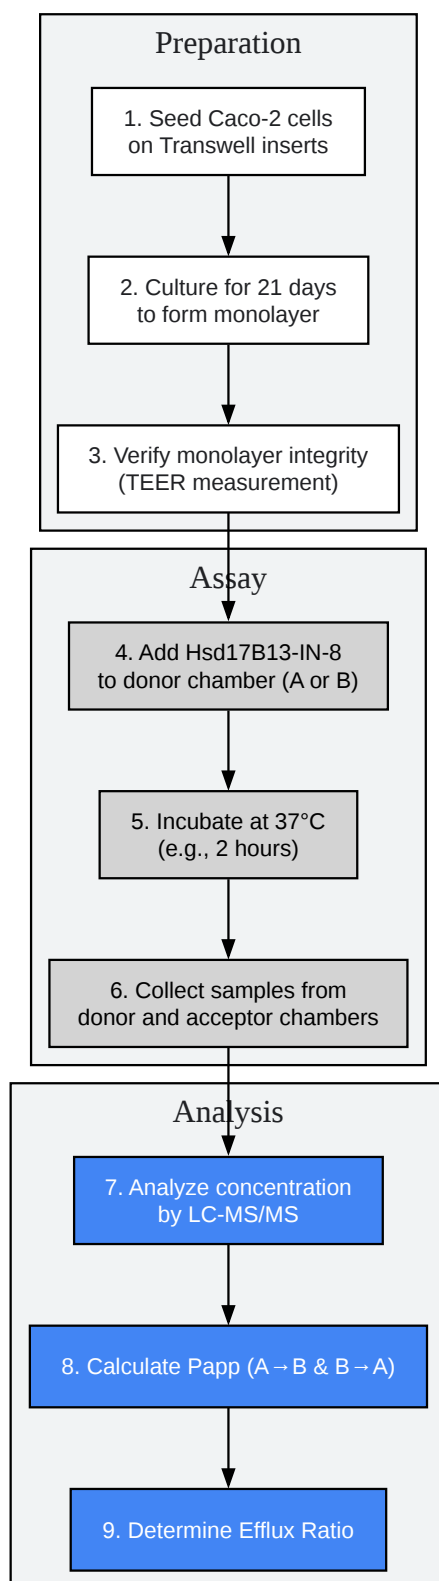 Preparation
1. Seed Caco-2 cells
on Transwell inserts
2. Culture for 21 days
to form monolayer
3. Verify monolayer integrity
(TEER measurement)
Assay
4. Add Hsd17B13-IN-8
to donor chamber (A or B)
5. Incubate at 37°C
(e.g., 2 hours)
6. Collect samples from
donor and acceptor chambers
Analysis
7. Analyze concentration
by LC-MS/MS
8. Calculate Papp (A→B & B→A)
9. Determine Efflux Ratio